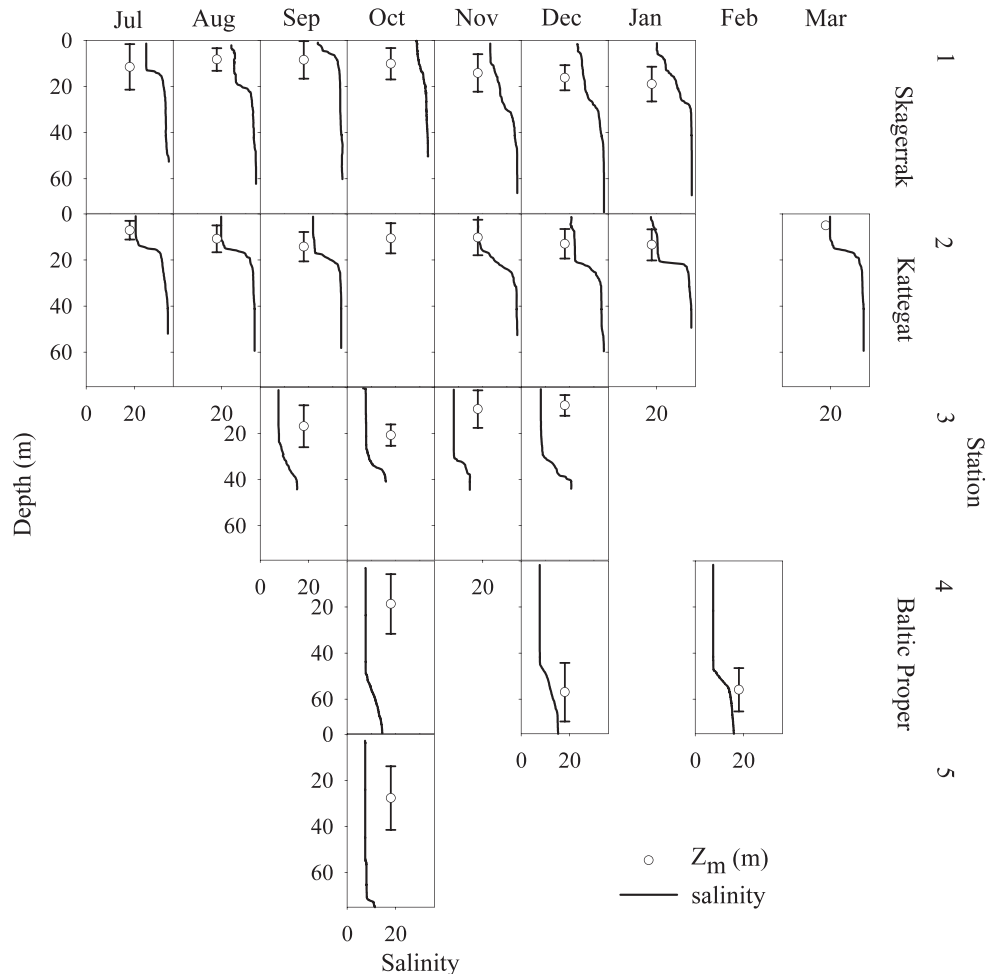 Jul Aug Sep Oct Nov Dec Jan Feb Mar
0
20
40
60
1
Skagerrak
0
20
40
60
2
Kattegat
0 20 20 20 20
20
40
60
3
Station
0 20 20 20
40
60
4
Baltic Proper
0 0 20 0 20
20
40
60
5
0 20
Depth (m)
Zm (m)
salinity
Salinity